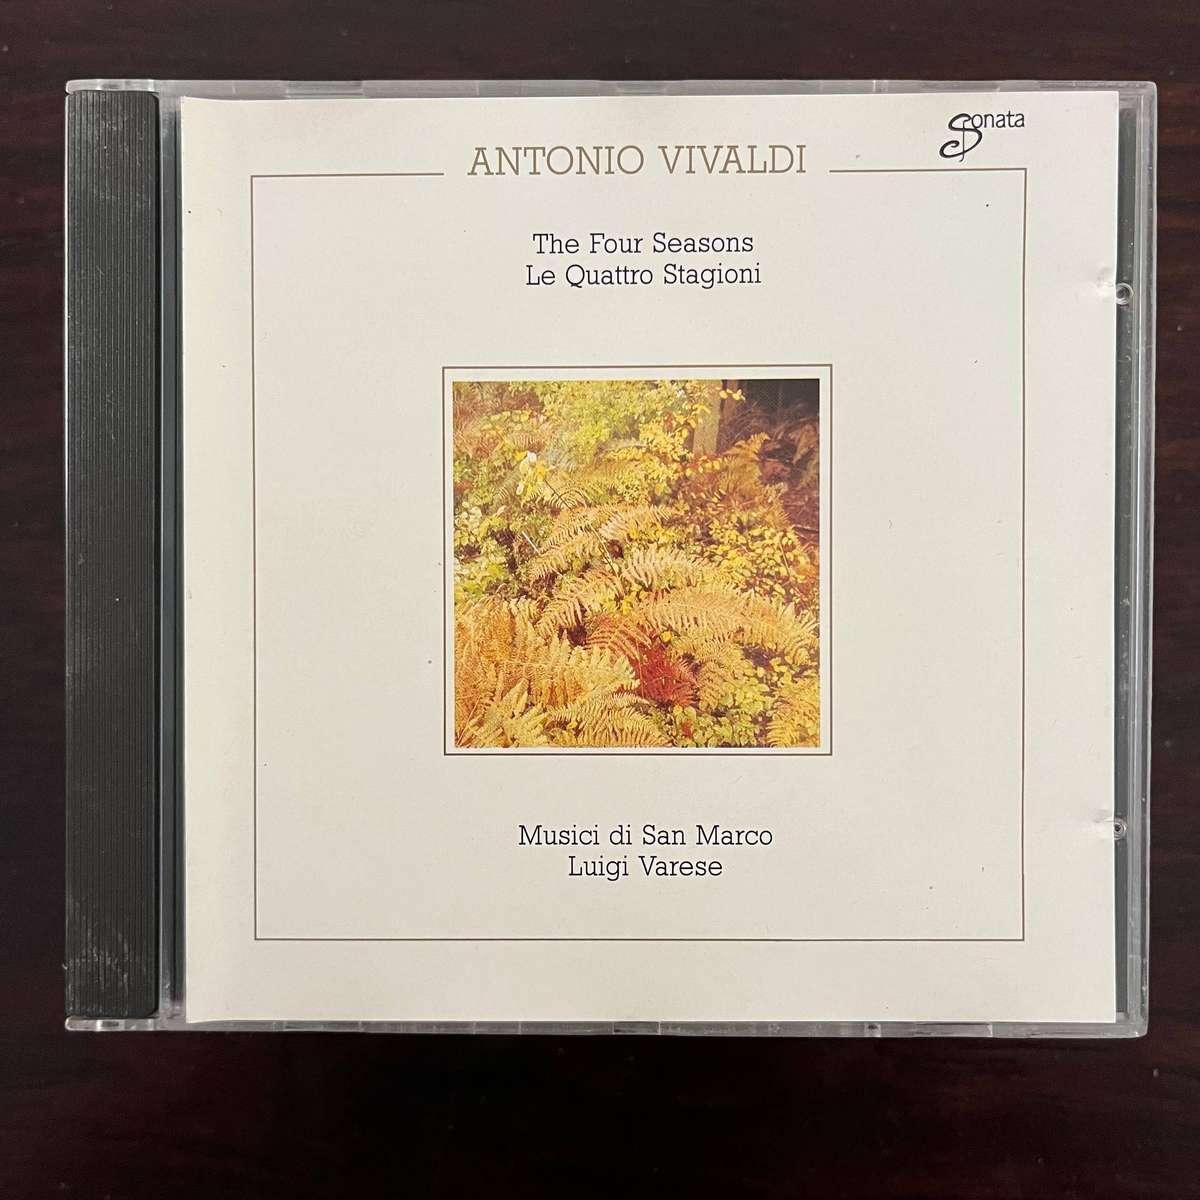 Sonata
ANTONIO VIVALDI
The Four Seasons
Le Quattro Stagioni
Musici di San Marco
Luigi Varese